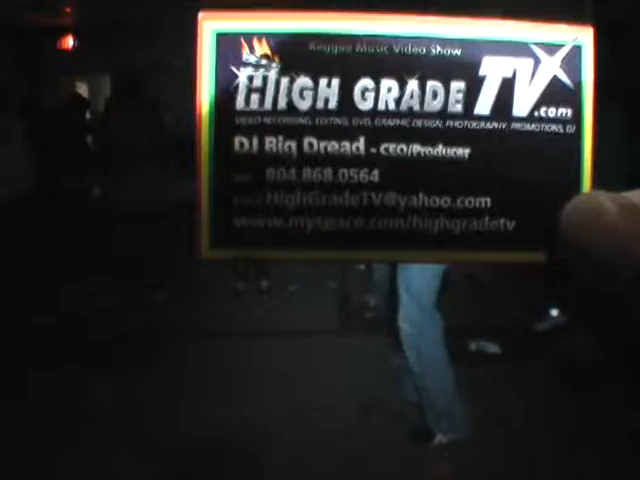 Reggae Music Video Show
HIGH GRADE TV.com
VIDEO RECORDING, EDITING, DVD, GRAPHIC DESIGN, PHOTOGRAPHY, PROMOTIONS, DJ
DJ Big Dread - CEO/Producer
804.868.0564
HighGradeTV@yahoo.com
www.myspace.com/highgradetv